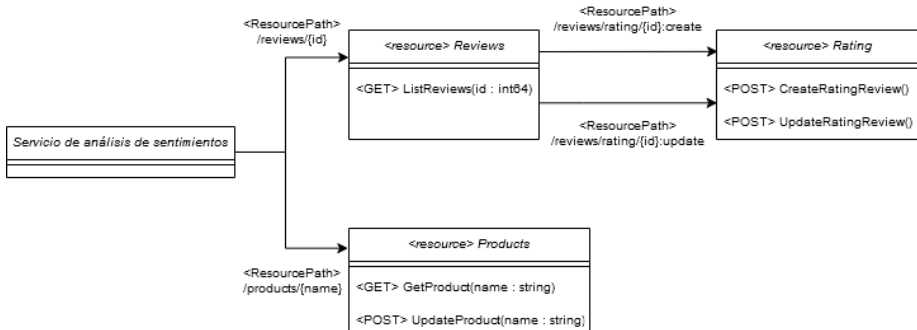 <ResourcePath>
/reviews/{id}
<resource> Reviews
<GET> ListReviews(id : int64)
<ResourcePath>
/reviews/rating/{id}:create
<ResourcePath>
/reviews/rating/{id}:update
<resource> Rating
<POST> CreateRatingReview()
<POST> UpdateRatingReview()
Servicio de análisis de sentimientos
<ResourcePath>
/products/{name}
<resource> Products
<GET> GetProduct(name : string)
<POST> UpdateProduct(name : string)